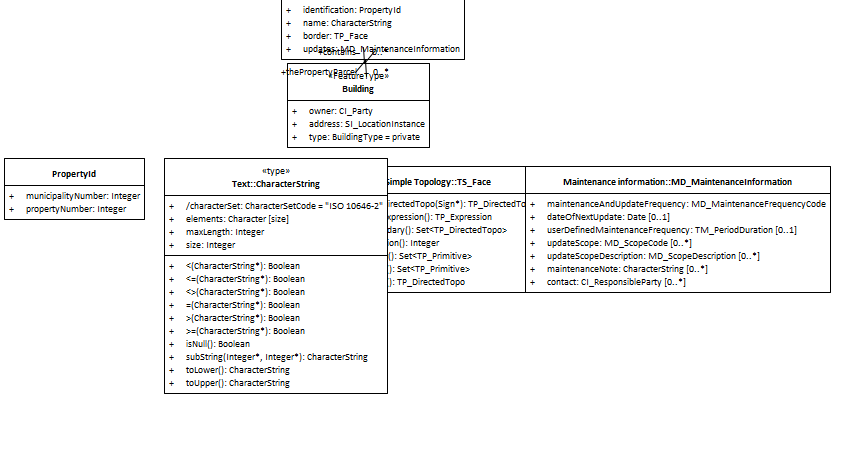 + identification: PropertyId
+ name: CharacterString
+ border: TP_Face
+ updates: MD_MaintenanceInformation
+contains 0..*
+thePropertyParcel 0..*
«FeatureType»
Building
+ owner: CI_Party
+ address: SI_LocationInstance
+ type: BuildingType = private
PropertyId
+ municipalityNumber: Integer
+ propertyNumber: Integer
«type»
Text::CharacterString
+ /characterSet: CharacterSetCode = "ISO 10646-2"
+ elements: Character [size]
+ maxLength: Integer
+ size: Integer
+ <(CharacterString*): Boolean
+ <=(CharacterString*): Boolean
+ <>(CharacterString*): Boolean
+ =(CharacterString*): Boolean
+ >(CharacterString*): Boolean
+ >=(CharacterString*): Boolean
+ isNull(): Boolean
+ subString(Integer*, Integer*): CharacterString
+ toLower(): CharacterString
+ toUpper(): CharacterString
Simple Topology::TS_Face
irectedTopo(Sign*): TP_DirectedTo
xpression(): TP_Expression
dary(): Set<TP_DirectedTopo>
ion(): Integer
(): Set<TP_Primitive>
): Set<TP_Primitive>
): TP_DirectedTopo
Maintenance information::MD_MaintenanceInformation
+ maintenanceAndUpdateFrequency: MD_MaintenanceFrequencyCode
+ dateOfNextUpdate: Date [0..1]
+ userDefinedMaintenanceFrequency: TM_PeriodDuration [0..1]
+ updateScope: MD_ScopeCode [0..*]
+ updateScopeDescription: MD_ScopeDescription [0..*]
+ maintenanceNote: CharacterString [0..*]
+ contact: CI_ResponsibleParty [0..*]